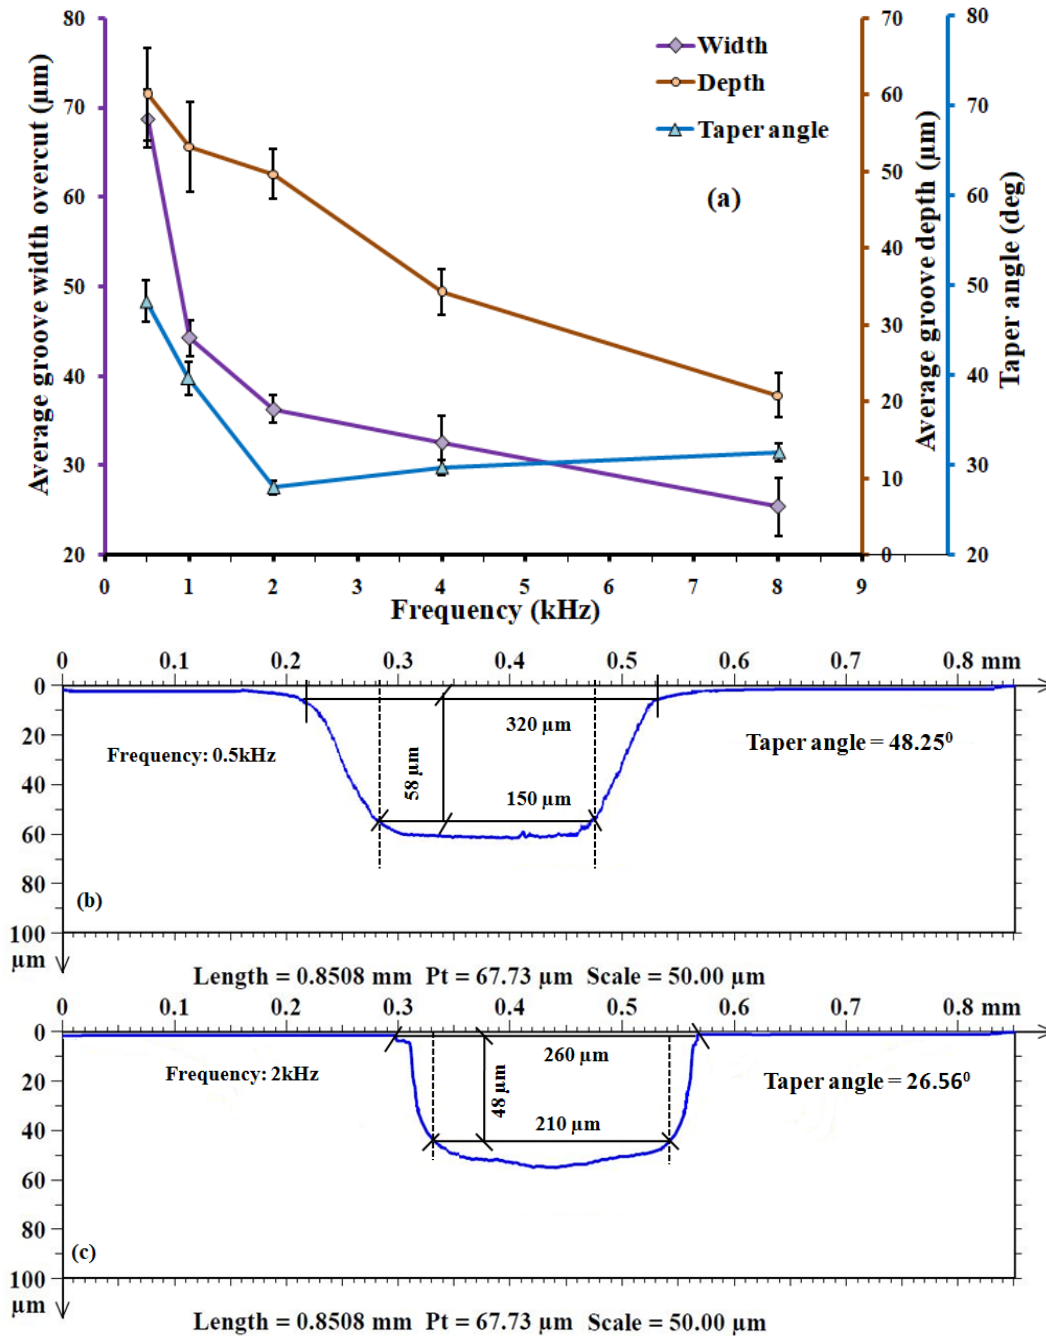 80
70
60
50
40
30
20
Average groove width overcut (µm)
Width
Depth
Taper angle
(a)
70
60
50
40
30
20
10
0
Average groove depth (µm)
80
70
60
50
40
30
20
Taper angle (deg)
0 1 2 3 4 5 6 7 8 9
Frequency (kHz)
0 0.1 0.2 0.3 0.4 0.5 0.6 0.7 0.8 mm
0
20
40
60
80
100
µm
Frequency: 0.5kHz
320 µm
58 µm
150 µm
Taper angle = 48.25⁰
(b)
Length = 0.8508 mm Pt = 67.73 µm Scale = 50.00 µm
0 0.1 0.2 0.3 0.4 0.5 0.6 0.7 0.8 mm
0
20
40
60
80
100
µm
Frequency: 2kHz
260 µm
48 µm
210 µm
Taper angle = 26.56⁰
(c)
Length = 0.8508 mm Pt = 67.73 µm Scale = 50.00 µm